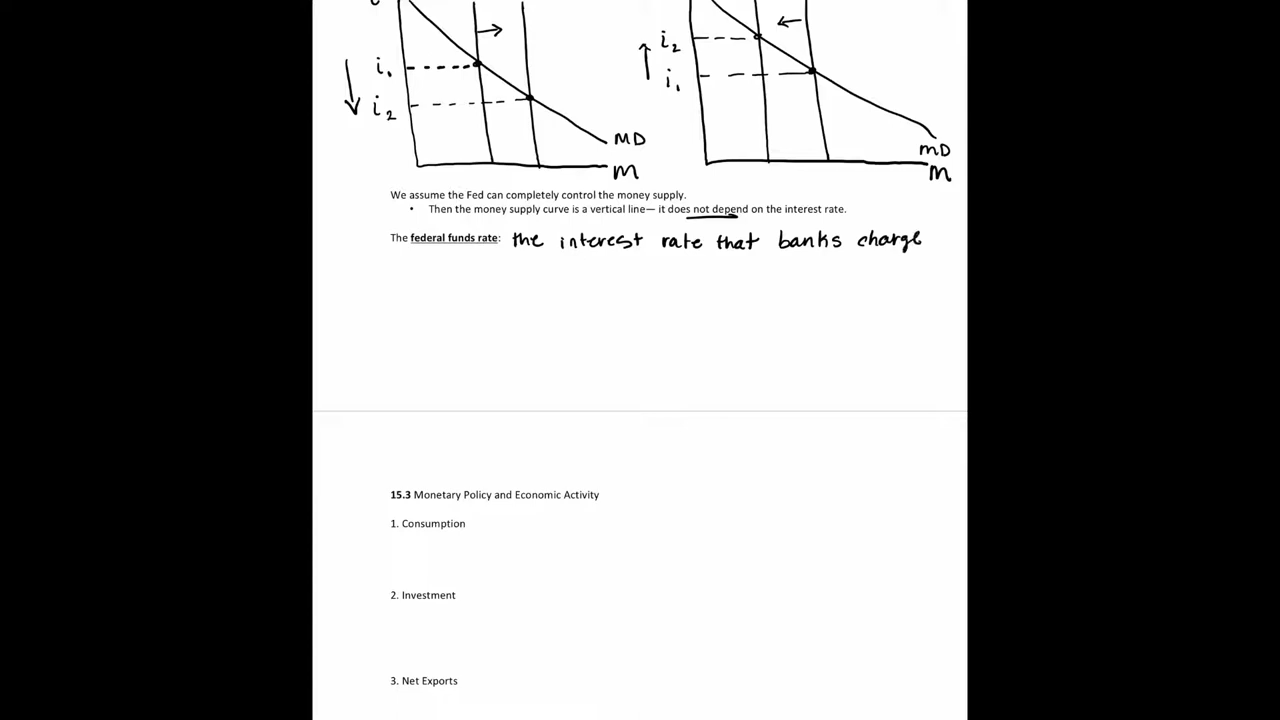 i₂
i₁
i₁
i₂
MD
M
mD
M
We assume the Fed can completely control the money supply.
• Then the money supply curve is a vertical line— it does not depend on the interest rate.
The federal funds rate: the interest rate that banks charge
15.3 Monetary Policy and Economic Activity
1. Consumption
2. Investment
3. Net Exports